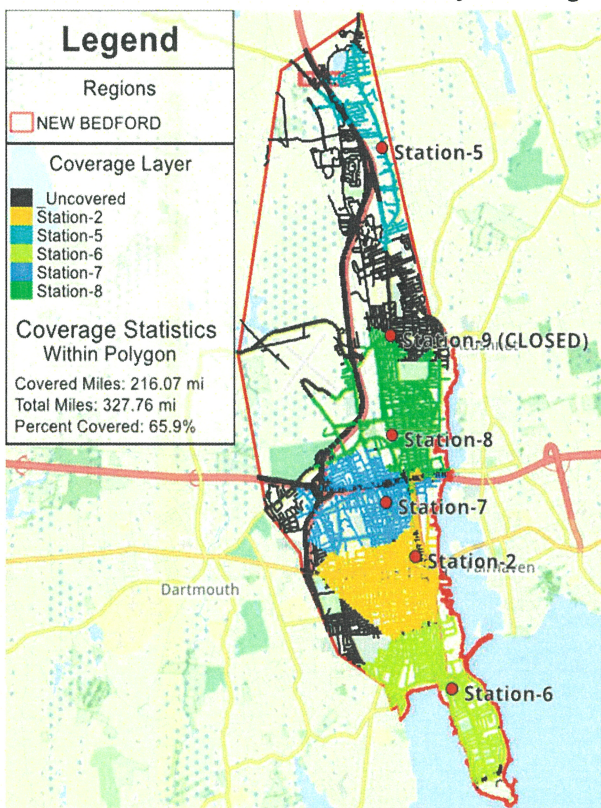 Legend
Regions
NEW BEDFORD
Coverage Layer
_Uncovered
Station-2
Station-5
Station-6
Station-7
Station-8
Coverage Statistics
Within Polygon
Covered Miles: 216.07 mi
Total Miles: 327.76 mi
Percent Covered: 65.9%
Station-5
Station-9 (CLOSED)
Station-8
Station-7
Station-2
Fairhaven
Dartmouth
Station-6